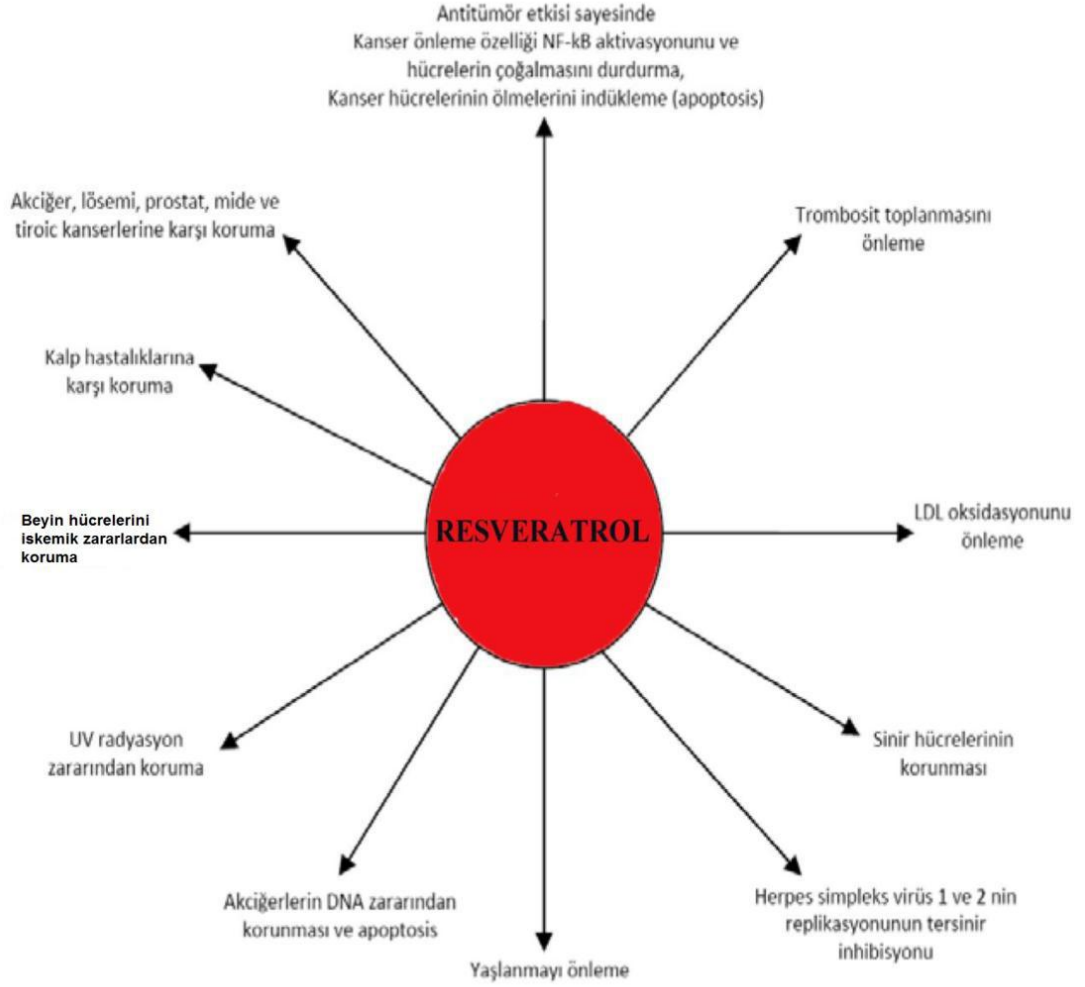 Antitümör etkisi sayesinde
Kanser önleme özelliği NF-kB aktivasyonunu ve
hücrelerin çoğalmasını durdurma,
Kanser hücrelerinin ölmelerini indükleme (apoptosis)
Akciğer, lösemi, prostat, mide ve
tiroic kanserlerine karşı koruma
Trombosit toplanmasını
önleme
Kalp hastalıklarına
karşı koruma
Beyin hücrelerini
iskemik zararlardan
koruma
RESVERATROL
LDL oksidasyonunu
önleme
UV radyasyon
zararından koruma
Sinir hücrelerinin
korunması
Akciğerlerin DNA zararından
korunması ve apoptosis
Herpes simpleks virüs 1 ve 2 nin
replikasyonunun tersinir
inhibisyonu
Yaşlanmayı önleme